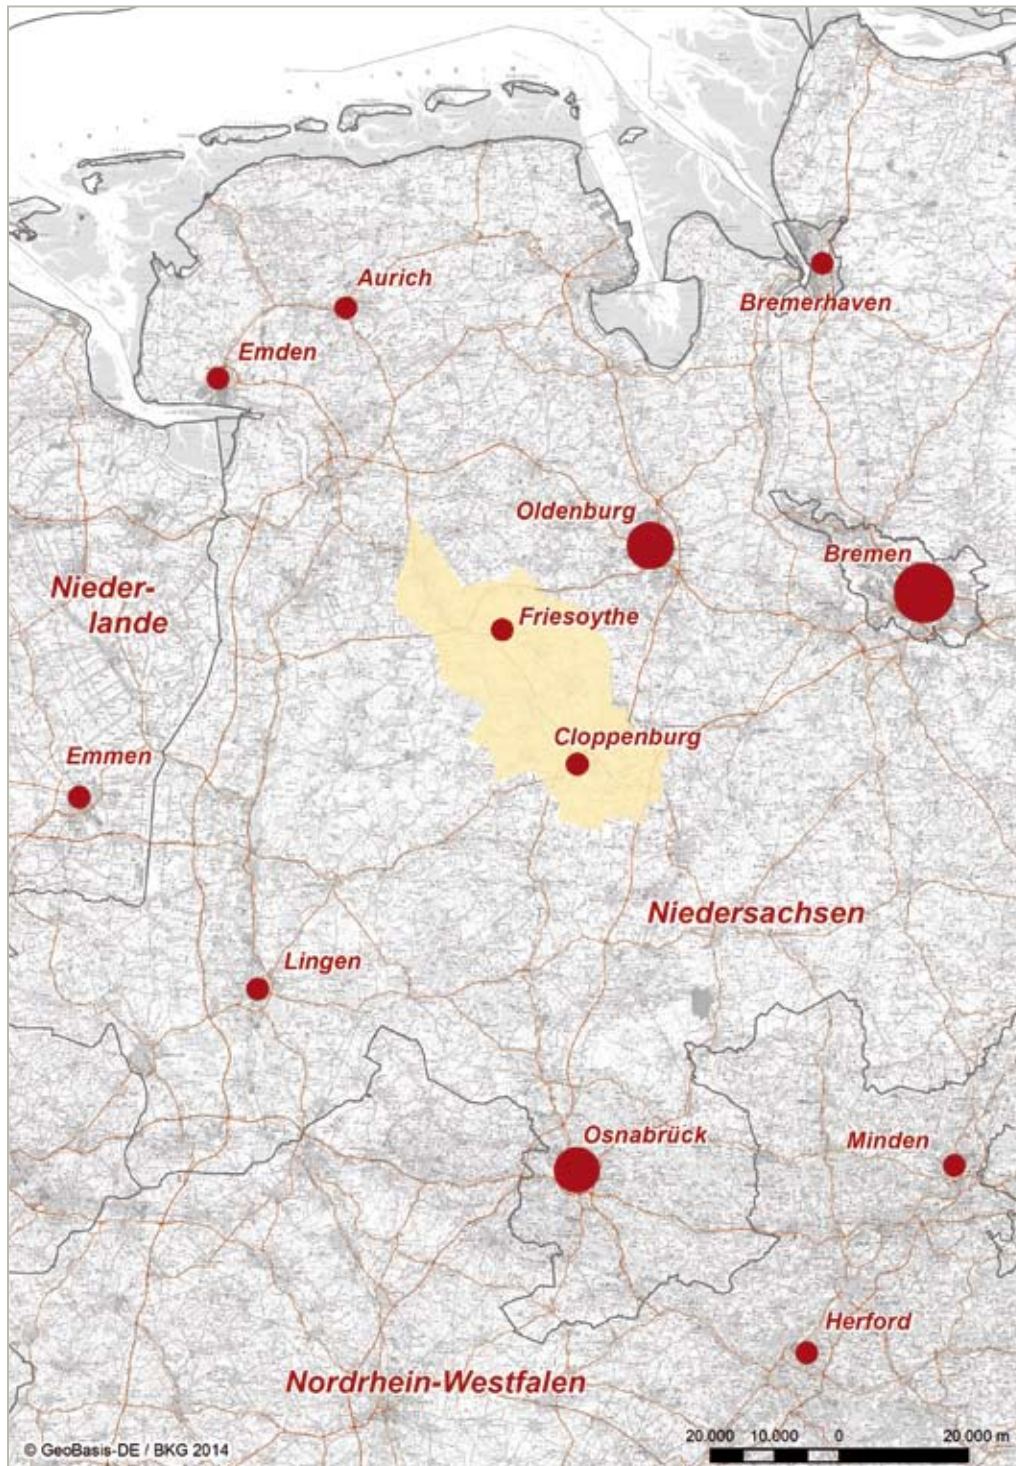 Aurich
Bremerhaven
Emden
Oldenburg
Bremen
Nieder-
lande
Friesoythe
Cloppenburg
Emmen
Niedersachsen
Lingen
Osnabrück
Minden
Herford
Nordrhein-Westfalen
© GeoBasis-DE / BKG 2014
20.000 10.000 0 20.000 m